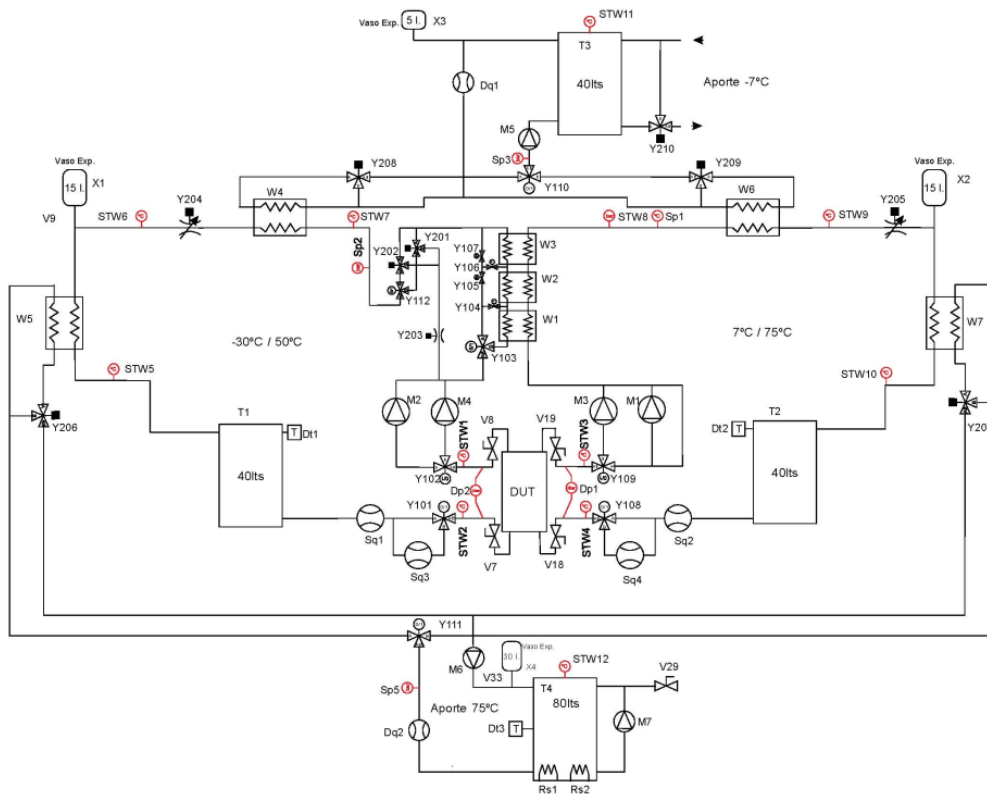 Vaso Exp.
5 l.
X3
STW11
T3
40lts
Dq1
Aporte -7ºC
M5
Y210
Sp3
Vaso Exp.
15 l.
X1
Y208
Y209
Y110
Vaso Exp.
15 l.
X2
Y204
W4
W6
Y205
V9
STW6
STW7
STW8
Sp1
STW9
Sp2
Y201
Y202
Y107
W3
Y106
Y105
W2
Y112
Y104
W1
W5
-30ºC / 50ºC
Y203
Y103
7ºC / 75ºC
W7
STW5
STW10
M2
M4
M3
M1
T1
Dt1
T2
Dt2
Y206
Y20
STW1
V8
V19
STW3
40lts
40lts
Y102
Dp2
DUT
Dp1
Y109
Y101
Y108
Sq1
STW2
STW4
Sq2
Sq3
V7
V18
Sq4
Y111
M6
Vaso Exp.
30 l.
X4
V33
STW12
V29
Sp5
T4
Aporte 75ºC
80lts
M7
Dt3
T
Dq2
Rs1
Rs2